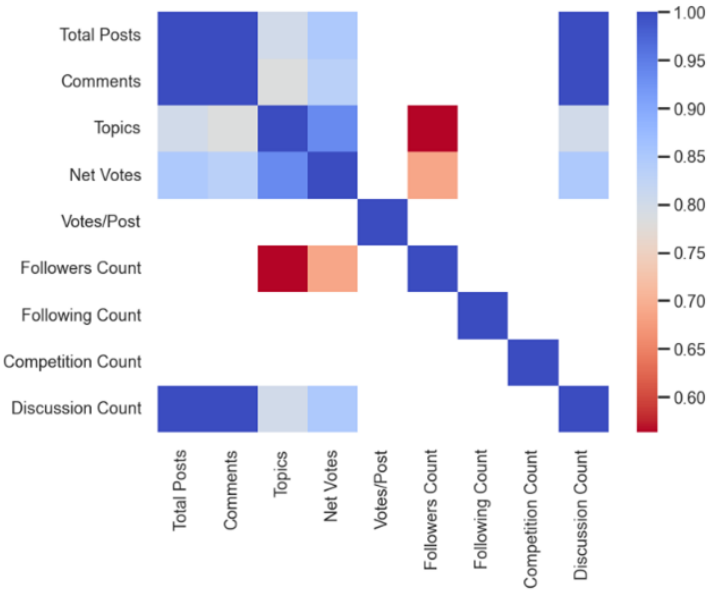 Total Posts
Comments
Topics
Net Votes
Votes/Post
Followers Count
Following Count
Competition Count
Discussion Count
Total Posts
Comments
Topics
Net Votes
Votes/Post
Followers Count
Following Count
Competition Count
Discussion Count
1.00
0.95
0.90
0.85
0.80
0.75
0.70
0.65
0.60